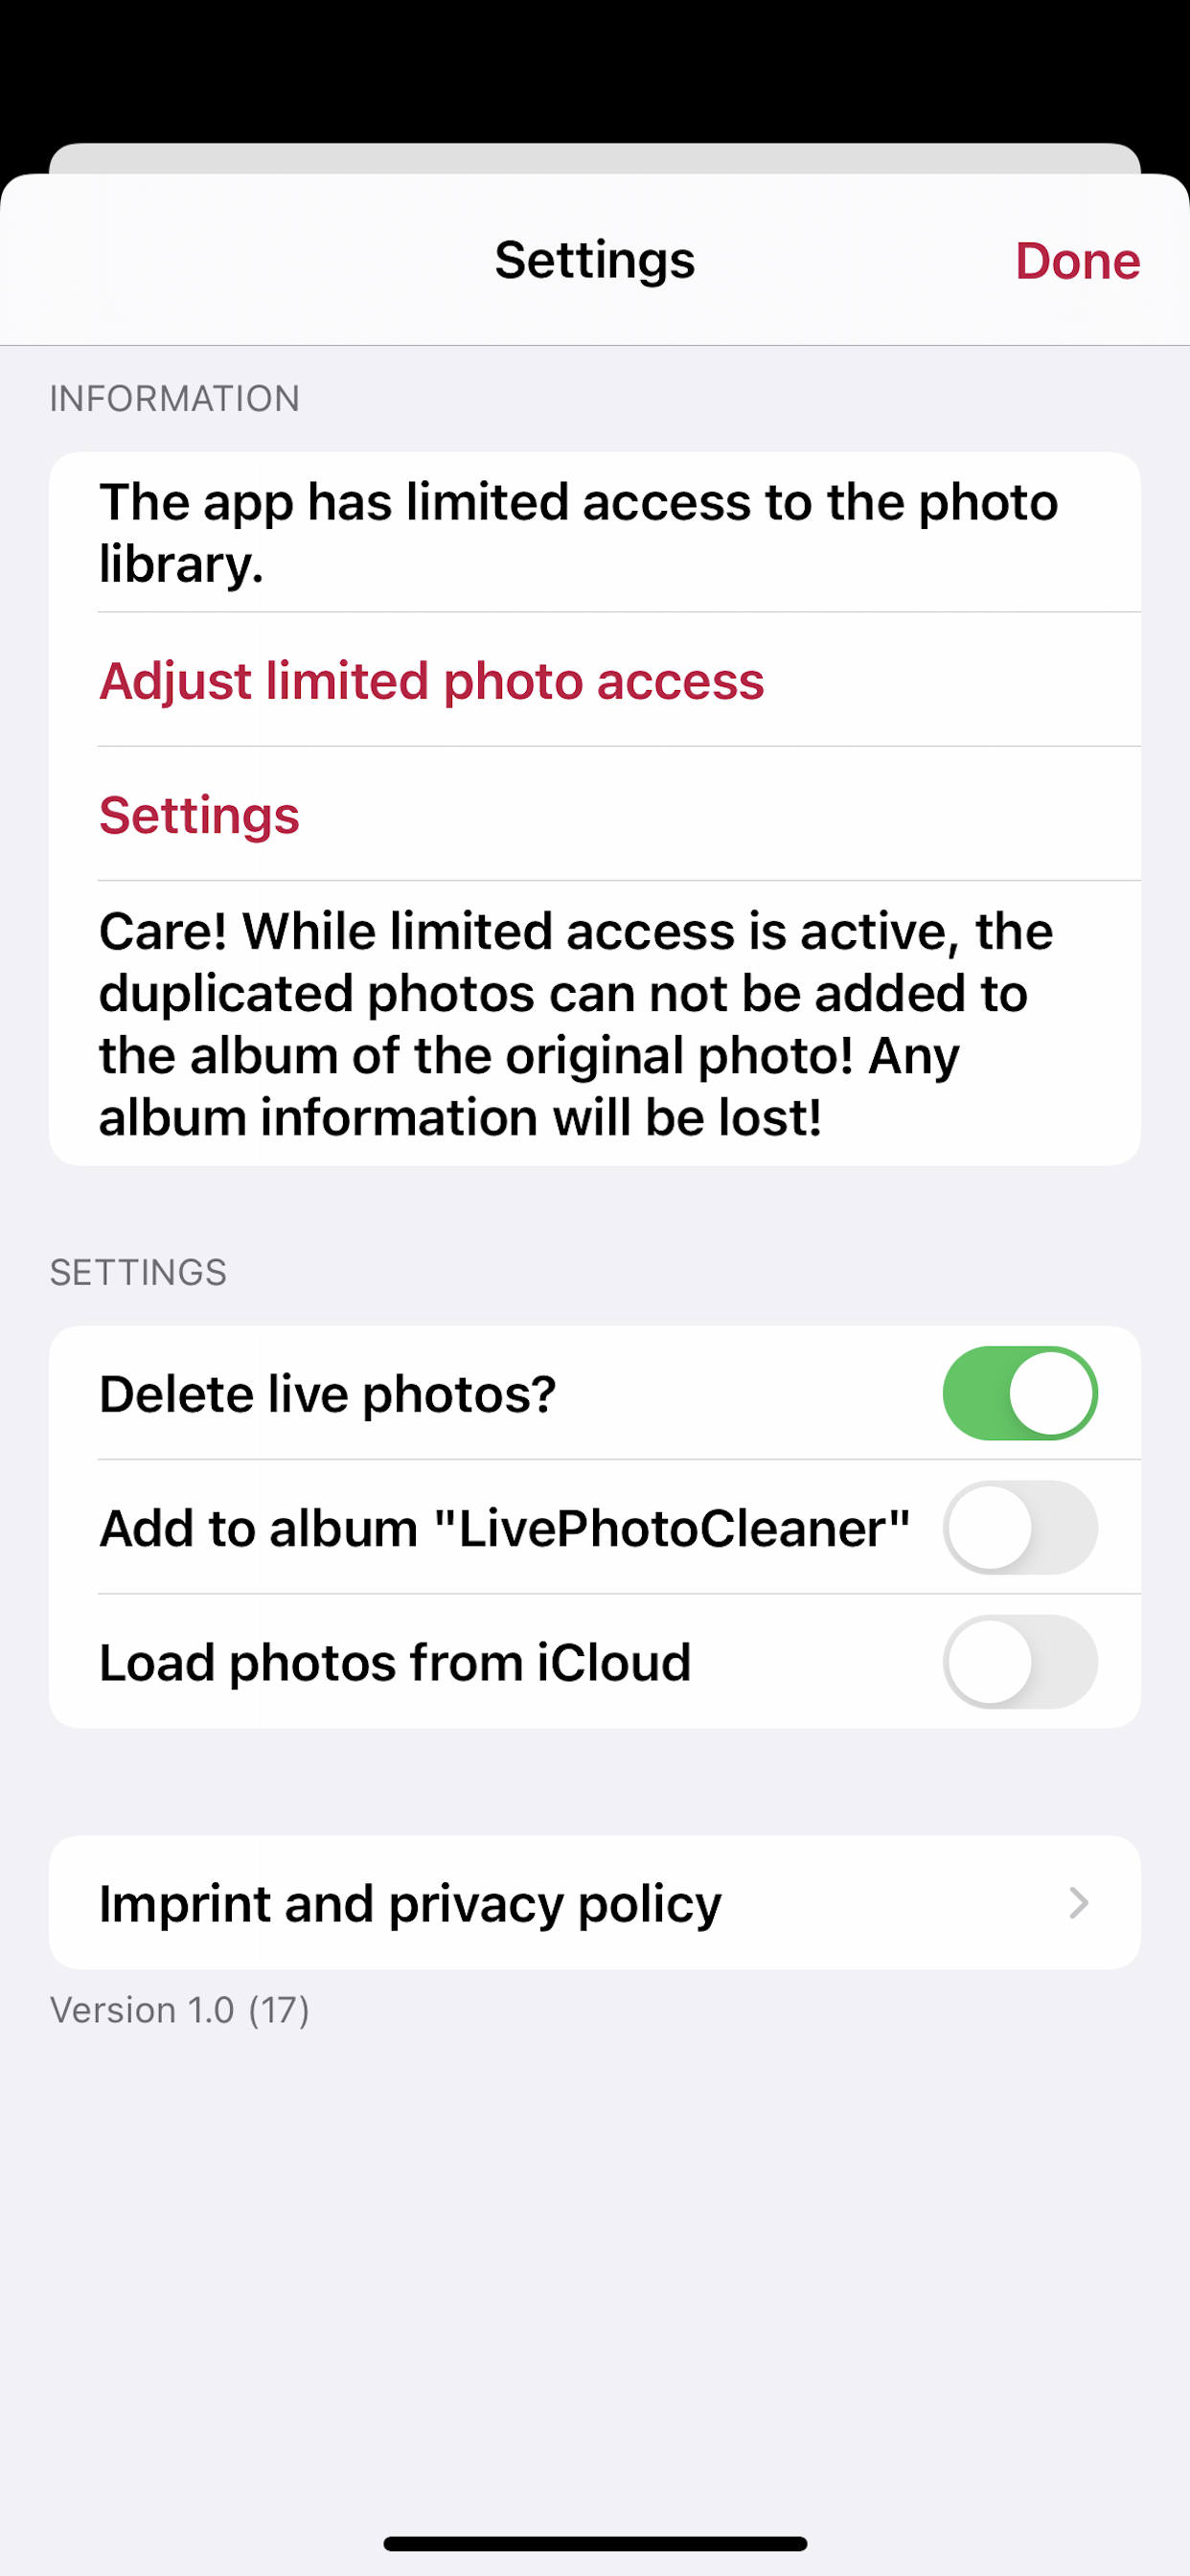 Settings
Done
INFORMATION
The app has limited access to the photo
library.
Adjust limited photo access
Settings
Care! While limited access is active, the
duplicated photos can not be added to
the album of the original photo! Any
album information will be lost!
SETTINGS
Delete live photos?
Add to album "LivePhotoCleaner"
Load photos from iCloud
Imprint and privacy policy
Version 1.0 (17)